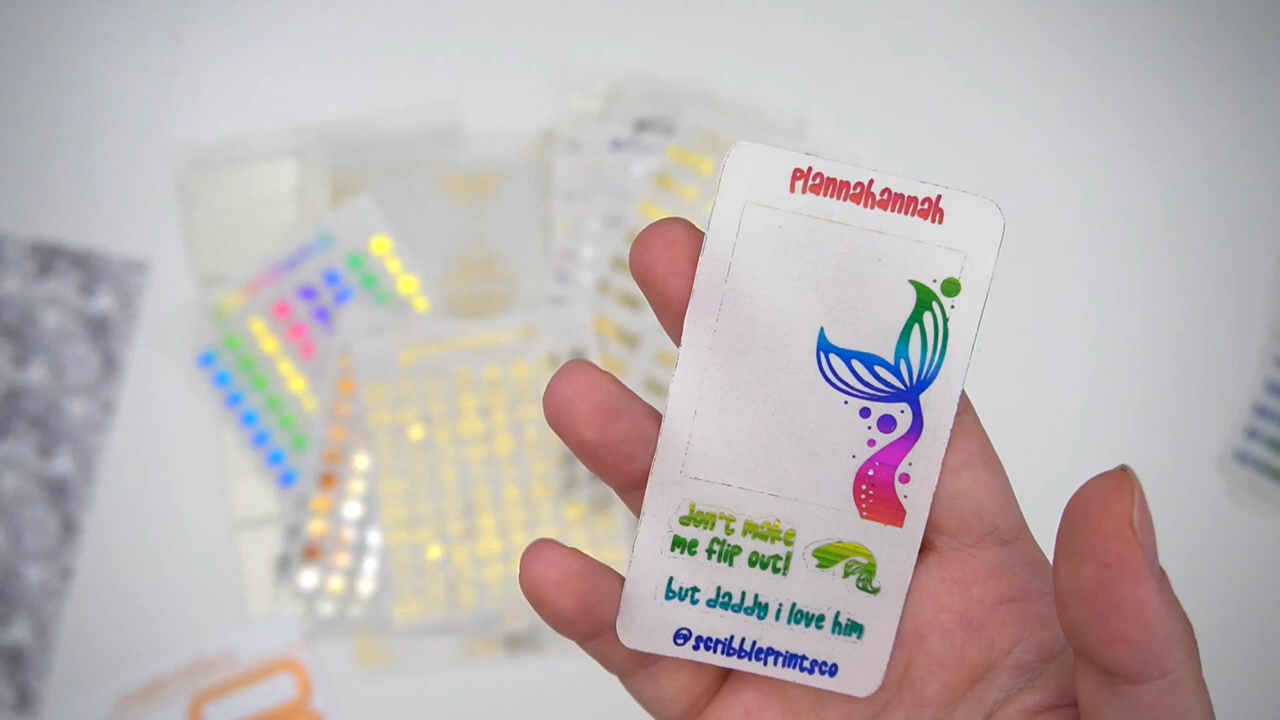 plannahannah
don't make
me flip out!
but daddy i love him
@scribbleprintsco